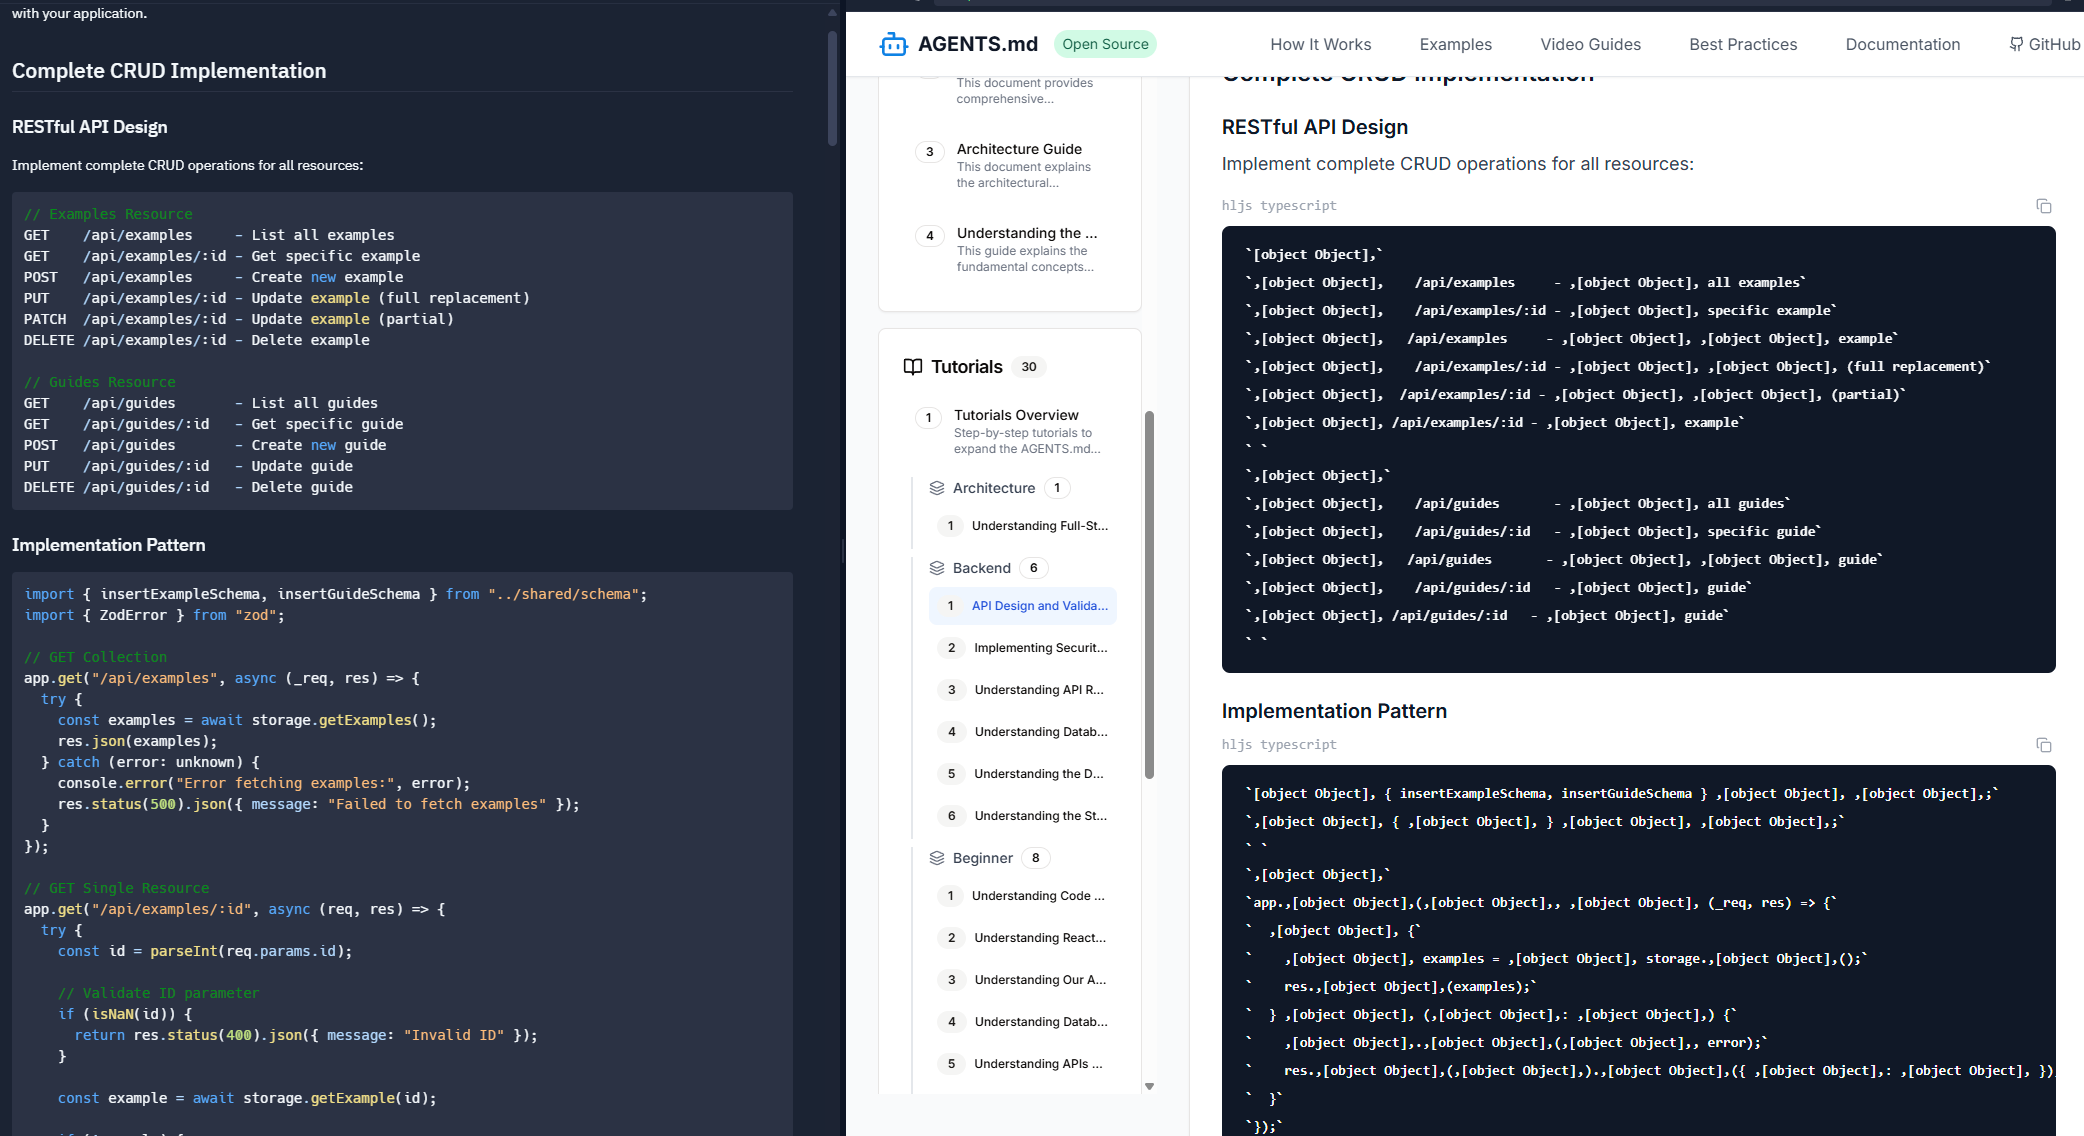 with your application.
Complete CRUD Implementation
RESTful API Design
Implement complete CRUD operations for all resources:
// Examples Resource
GET    /api/examples     - List all examples
GET    /api/examples/:id - Get specific example
POST   /api/examples     - Create new example
PUT    /api/examples/:id - Update example (full replacement)
PATCH  /api/examples/:id - Update example (partial)
DELETE /api/examples/:id - Delete example
// Guides Resource
GET    /api/guides       - List all guides
GET    /api/guides/:id   - Get specific guide
POST   /api/guides       - Create new guide
PUT    /api/guides/:id   - Update guide
DELETE /api/guides/:id   - Delete guide
Implementation Pattern
import { insertExampleSchema, insertGuideSchema } from "../shared/schema";
import { ZodError } from "zod";
// GET Collection
app.get("/api/examples", async (_req, res) => {
  try {
    const examples = await storage.getExamples();
    res.json(examples);
  } catch (error: unknown) {
    console.error("Error fetching examples:", error);
    res.status(500).json({ message: "Failed to fetch examples" });
  }
});
// GET Single Resource
app.get("/api/examples/:id", async (req, res) => {
  try {
    const id = parseInt(req.params.id);
    // Validate ID parameter
    if (isNaN(id)) {
      return res.status(400).json({ message: "Invalid ID" });
    }
    const example = await storage.getExample(id);
AGENTS.md
Open Source
How It Works
Examples
Video Guides
Best Practices
Documentation
GitHub
This document provides
comprehensive...
3
Architecture Guide
This document explains
the architectural...
4
Understanding the ...
This guide explains the
fundamental concepts...
Tutorials 30
1
Tutorials Overview
Step-by-step tutorials to
expand the AGENTS.md...
Architecture 1
1 Understanding Full-St...
Backend 6
1 API Design and Valida...
2 Implementing Securit...
3 Understanding API R...
4 Understanding Datab...
5 Understanding the D...
6 Understanding the St...
Beginner 8
1 Understanding Code ...
2 Understanding React...
3 Understanding Our A...
4 Understanding Datab...
5 Understanding APIs ...
Complete CRUD Implementation
RESTful API Design
Implement complete CRUD operations for all resources:
hljs typescript
`[object Object],`
`,[object Object],    /api/examples     - ,[object Object], all examples`
`,[object Object],    /api/examples/:id - ,[object Object], specific example`
`,[object Object],   /api/examples     - ,[object Object], ,[object Object], example`
`,[object Object],    /api/examples/:id - ,[object Object], ,[object Object], (full replacement)`
`,[object Object],  /api/examples/:id - ,[object Object], ,[object Object], (partial)`
`,[object Object], /api/examples/:id - ,[object Object], example`
` `
`,[object Object],`
`,[object Object],    /api/guides       - ,[object Object], all guides`
`,[object Object],    /api/guides/:id   - ,[object Object], specific guide`
`,[object Object],   /api/guides       - ,[object Object], ,[object Object], guide`
`,[object Object],    /api/guides/:id   - ,[object Object], guide`
`,[object Object], /api/guides/:id   - ,[object Object], guide`
` `
Implementation Pattern
hljs typescript
`[object Object], { insertExampleSchema, insertGuideSchema } ,[object Object], ,[object Object],;`
`,[object Object], { ,[object Object], } ,[object Object], ,[object Object],;`
` `
`,[object Object],`
`app.,[object Object],(,[object Object],, ,[object Object], (_req, res) => {`
`  ,[object Object], {`
`    ,[object Object], examples = ,[object Object], storage.,[object Object],();`
`    res.,[object Object],(examples);`
`  } ,[object Object], (,[object Object],: ,[object Object],) {`
`    ,[object Object],.,[object Object],(,[object Object],, error);`
`    res.,[object Object],(,[object Object],).,[object Object],({ ,[object Object],: ,[object Object], })
`  }`
`});`